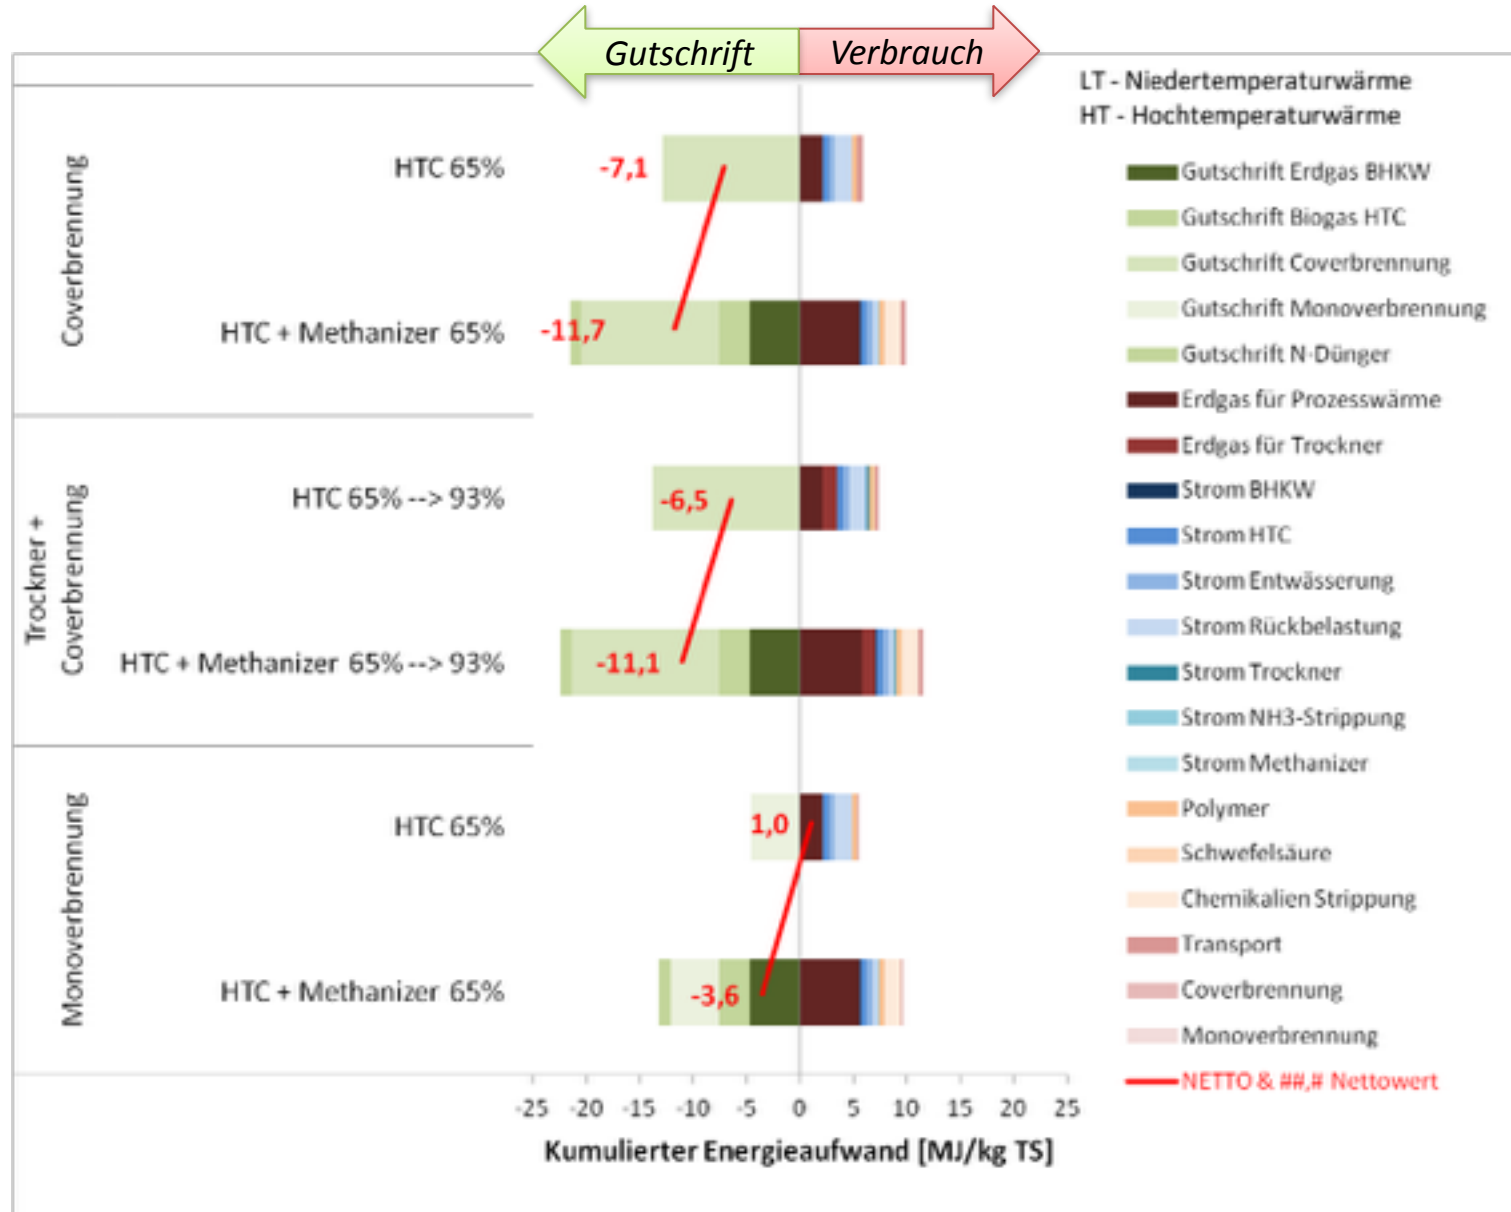 Gutschrift
Verbrauch
LT - Niedertemperaturwärme
HT - Hochtemperaturwärme
Coverbrennung
HTC 65%
-7,1
HTC + Methanizer 65%
-11,7
Trockner +
Coverbrennung
HTC 65% --> 93%
-6,5
HTC + Methanizer 65% --> 93%
-11,1
Monoverbrennung
HTC 65%
1,0
HTC + Methanizer 65%
-3,6
-25 -20 -15 -10 -5 0 5 10 15 20 25
Kumulierter Energieaufwand [MJ/kg TS]
Gutschrift Erdgas BHKW
Gutschrift Biogas HTC
Gutschrift Coverbrennung
Gutschrift Monoverbrennung
Gutschrift N-Dünger
Erdgas für Prozesswärme
Erdgas für Trockner
Strom BHKW
Strom HTC
Strom Entwässerung
Strom Rückbelastung
Strom Trockner
Strom NH3-Strippung
Strom Methanizer
Polymer
Schwefelsäure
Chemikalien Strippung
Transport
Coverbrennung
Monoverbrennung
NETTO & ##,# Nettowert